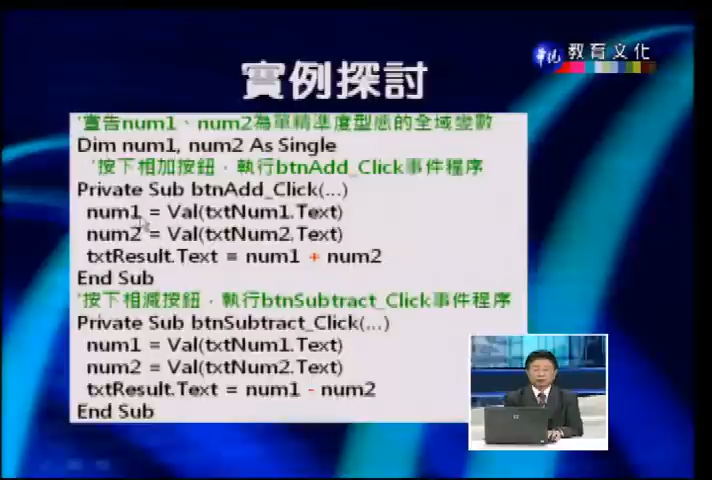 華視 教育文化
實例探討
'宣告num1、num2為單精準度型態的全域變數
Dim num1, num2 As Single
'按下相加按鈕，執行btnAdd_Click事件程序
Private Sub btnAdd_Click(...)
num1 = Val(txtNum1.Text)
num2 = Val(txtNum2.Text)
txtResult.Text = num1 + num2
End Sub
'按下相減按鈕，執行btnSubtract_Click事件程序
Private Sub btnSubtract_Click(...)
num1 = Val(txtNum1.Text)
num2 = Val(txtNum2.Text)
txtResult.Text = num1 - num2
End Sub